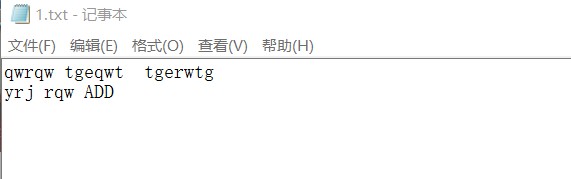 1.txt - 记事本
文件(F) 编辑(E) 格式(O) 查看(V) 帮助(H)
qwrqw tgeqwt  tgerwtg
yrj rqw ADD